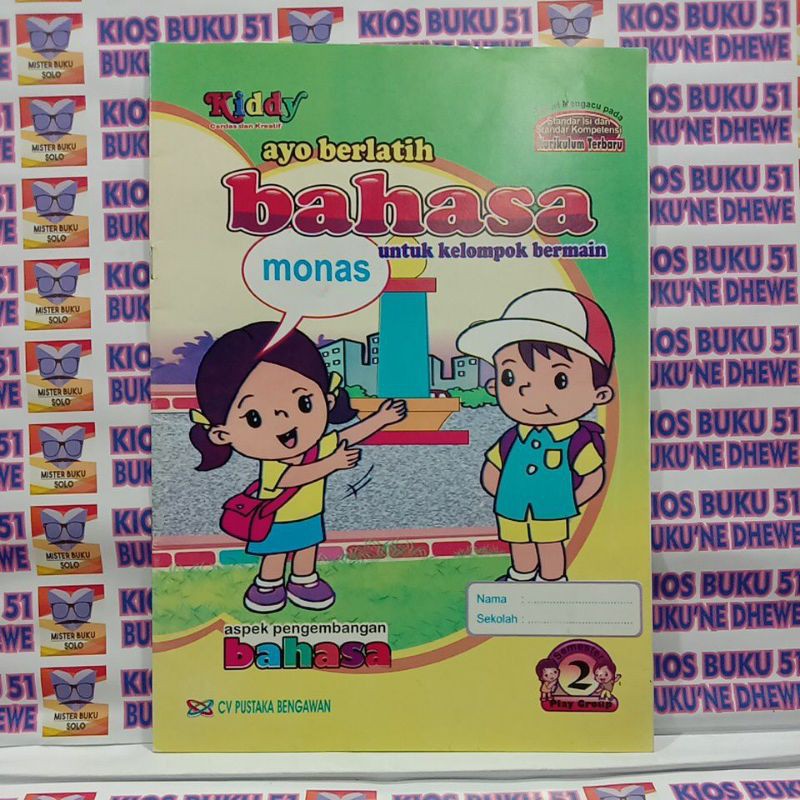 Kiddy
Cerdas dan Kreatif
Mengacu pada
Standar Isi dan
Standar Kompetensi
Kurikulum Terbaru
ayo berlatih
bahasa
untuk kelompok bermain
monas
Nama : ..............................
Sekolah : ..............................
aspek pengembangan
bahasa
Semester
2
Play Group
CV PUSTAKA BENGAWAN
KIOS BUKU 51
BUKU'NE DHEWE
MISTER BUKU
SOLO